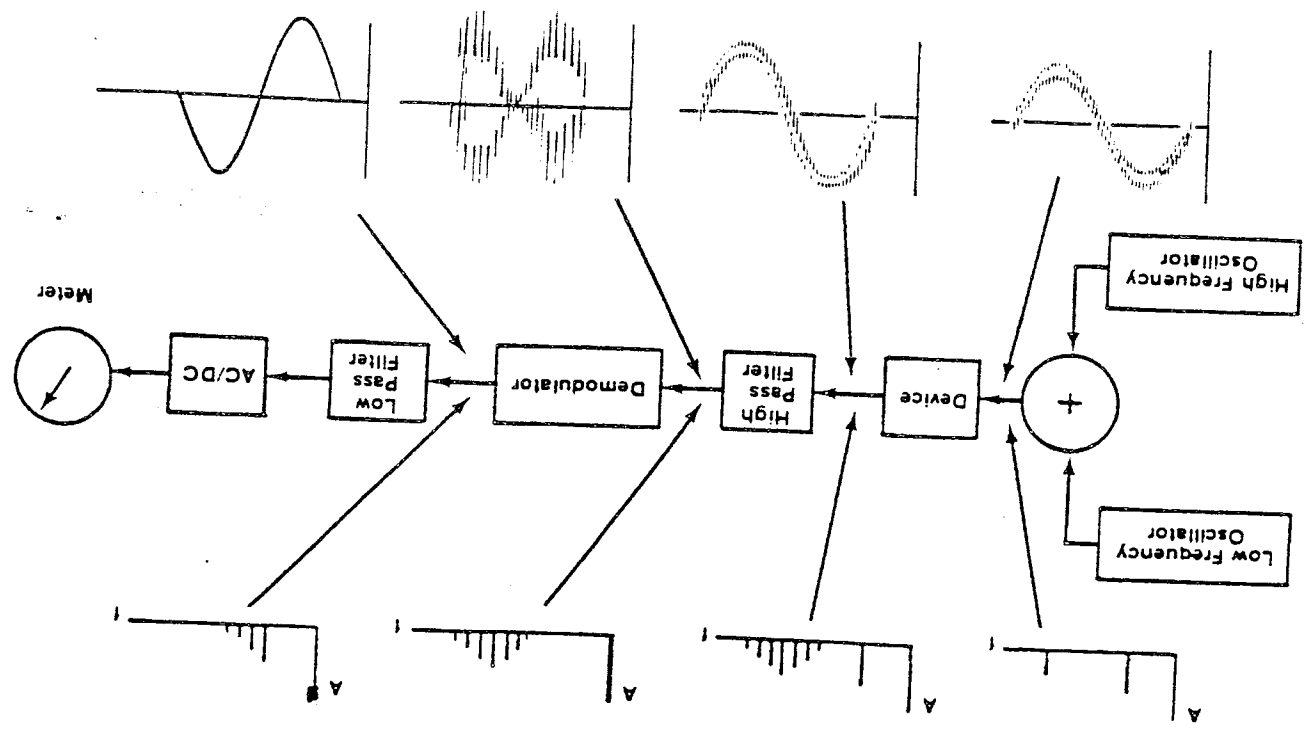 A
A
A
A
f
f
f
f
Low Frequency
Oscillator
High Frequency
Oscillator
+
Device
High
Pass
Filter
Demodulator
Low
Pass
Filter
AC/DC
Meter